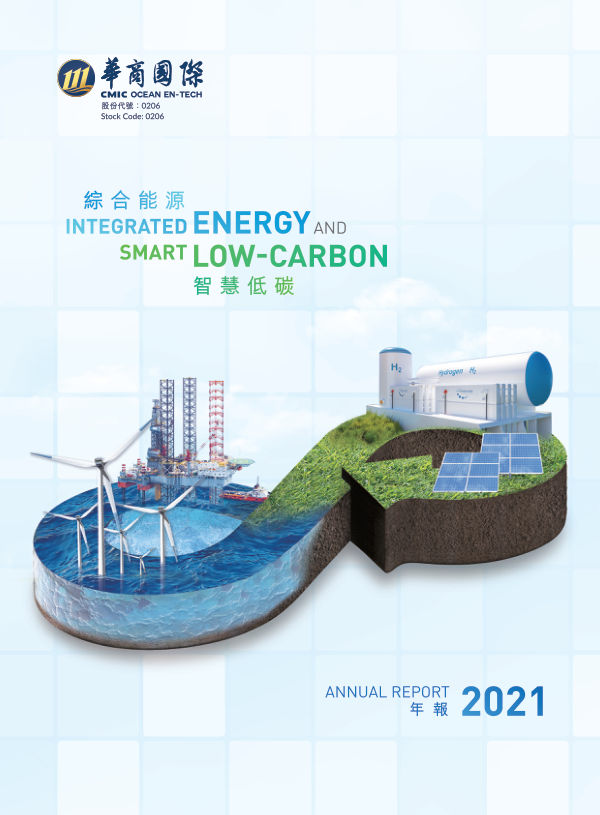 華商國際
CMIC OCEAN EN-TECH
股份代號：0206
Stock Code: 0206
綜合能源
INTEGRATED ENERGY AND
SMART LOW-CARBON
智慧低碳
H2
Hydrogen H2
ANNUAL REPORT
年報
2021